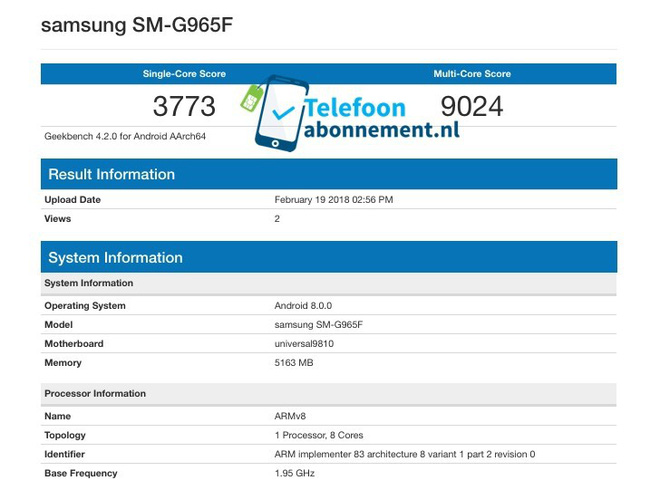 samsung SM-G965F
Single-Core Score Multi-Core Score
3773 9024
Telefoon
abonnement.nl
Geekbench 4.2.0 for Android AArch64
Result Information
Upload Date February 19 2018 02:56 PM
Views 2
System Information
System Information
Operating System Android 8.0.0
Model samsung SM-G965F
Motherboard universal9810
Memory 5163 MB
Processor Information
Name ARMv8
Topology 1 Processor, 8 Cores
Identifier ARM implementer 83 architecture 8 variant 1 part 2 revision 0
Base Frequency 1.95 GHz